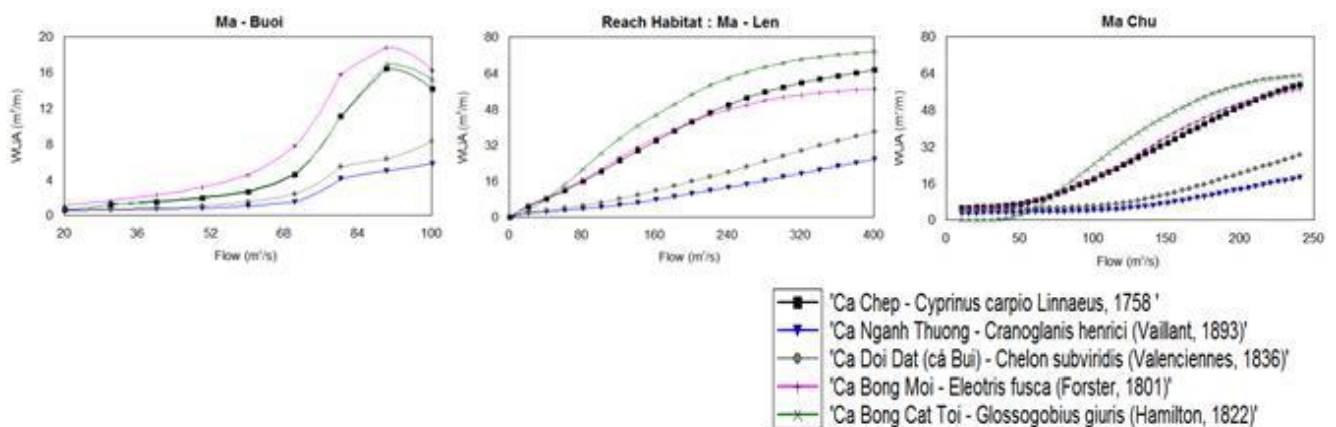 Ma - Buoi
20
16
12
8
4
0
WUA (m²/m)
20 36 52 68 84 100
Flow (m³/s)
Reach Habitat : Ma - Len
80
64
48
32
16
0
WUA (m²/m)
0 80 160 240 320 400
Flow (m³/s)
Ma Chu
80
64
48
32
16
0
WUA (m²/m)
0 50 100 150 200 250
Flow (m³/s)
'Ca Chep - Cyprinus carpio Linnaeus, 1758 '
'Ca Nganh Thuong - Cranoglanis henrici (Vaillant, 1893)'
'Ca Doi Dat (cá Bui) - Chelon subviridis (Valenciennes, 1836)'
'Ca Bong Moi - Eleotris fusca (Forster, 1801)'
'Ca Bong Cat Toi - Glossogobius giuris (Hamilton, 1822)'